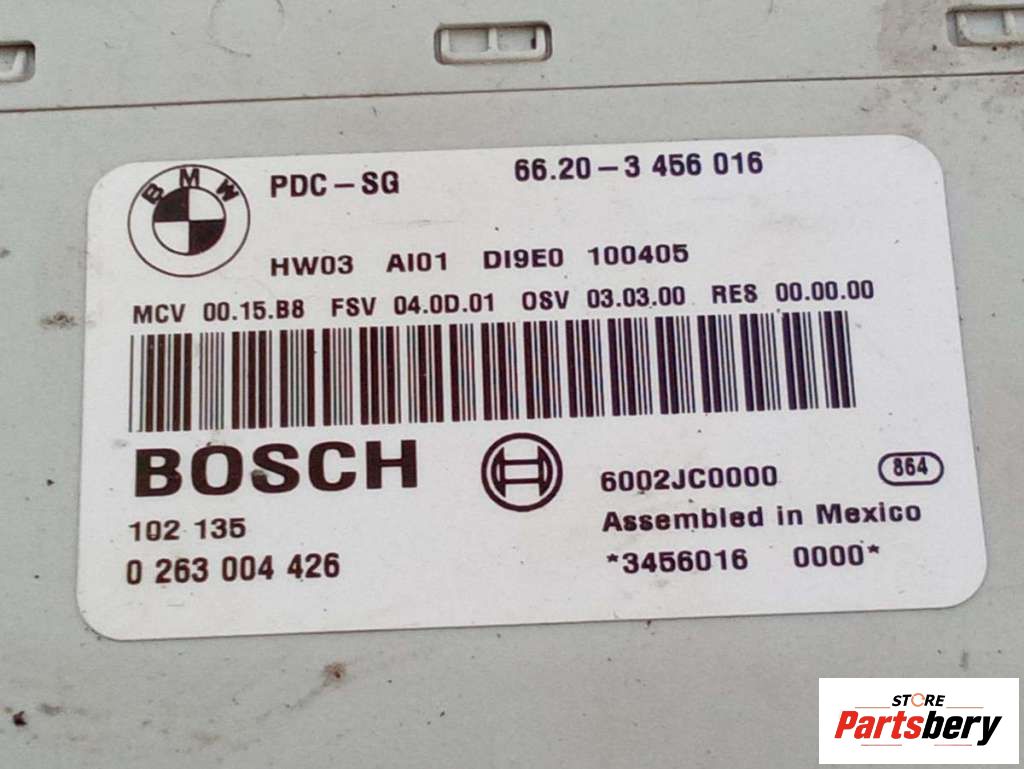 BMW
PDC-SG 66.20-3 456 016
HW03 AI01 DI9E0 100405
MCV 00.15.B8 FSV 04.0D.01 OSV 03.03.00 RES 00.00.00
BOSCH
6002JC0000 864
102 135 Assembled in Mexico
0 263 004 426 *3456016 0000*
STORE
Partsbery